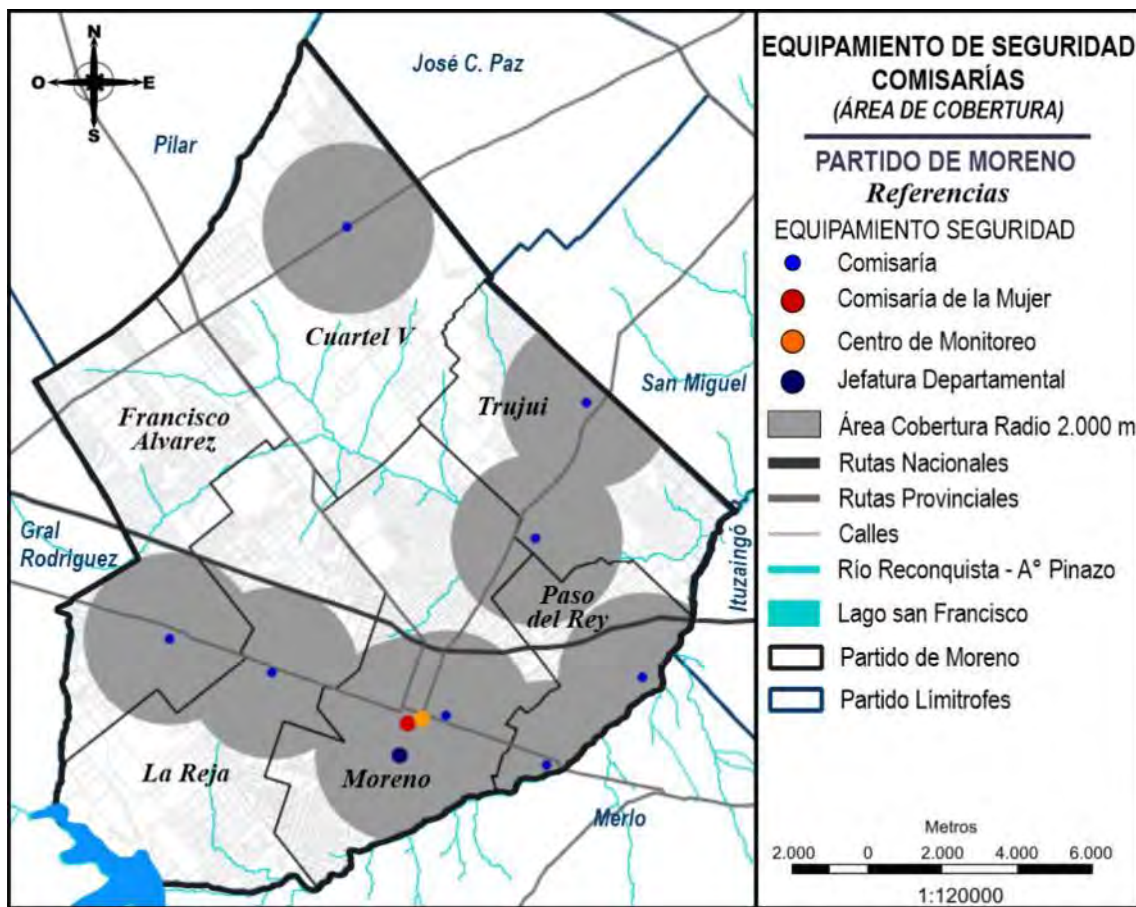 N
O
E
S
José C. Paz
Pilar
Cuartel V
Trujui
San Miguel
Francisco
Alvarez
Gral
Rodriguez
Ituzaingó
Paso
del Rey
La Reja
Moreno
Merlo
EQUIPAMIENTO DE SEGURIDAD
COMISARÍAS
(ÁREA DE COBERTURA)
PARTIDO DE MORENO
Referencias
EQUIPAMIENTO SEGURIDAD
Comisaría
Comisaría de la Mujer
Centro de Monitoreo
Jefatura Departamental
Área Cobertura Radio 2.000 m
Rutas Nacionales
Rutas Provinciales
Calles
Río Reconquista - A° Pinazo
Lago san Francisco
Partido de Moreno
Partido Limitrofes
Metros
2.000 0 2.000 4.000 6.000
1:120000